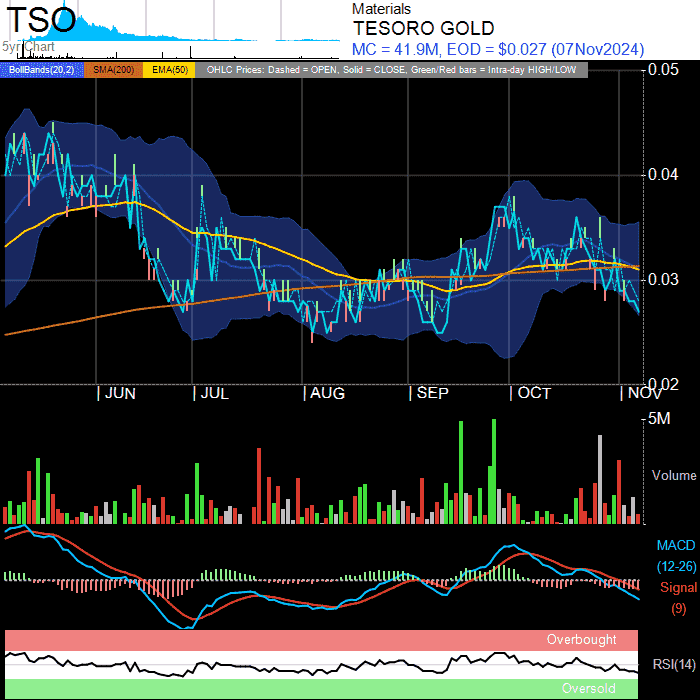 TSO
5yr Chart
Materials
TESORO GOLD
MC = 41.9M, EOD = $0.027 (07Nov2024)
BollBands(20,2) SMA(200) EMA(50) OHLC Prices: Dashed = OPEN, Solid = CLOSE, Green/Red bars = Intra-day HIGH/LOW
0.05
0.04
0.03
0.02
JUN JUL AUG SEP OCT NOV
5M
Volume
MACD
(12-26)
Signal
(9)
Overbought
RSI(14)
Oversold